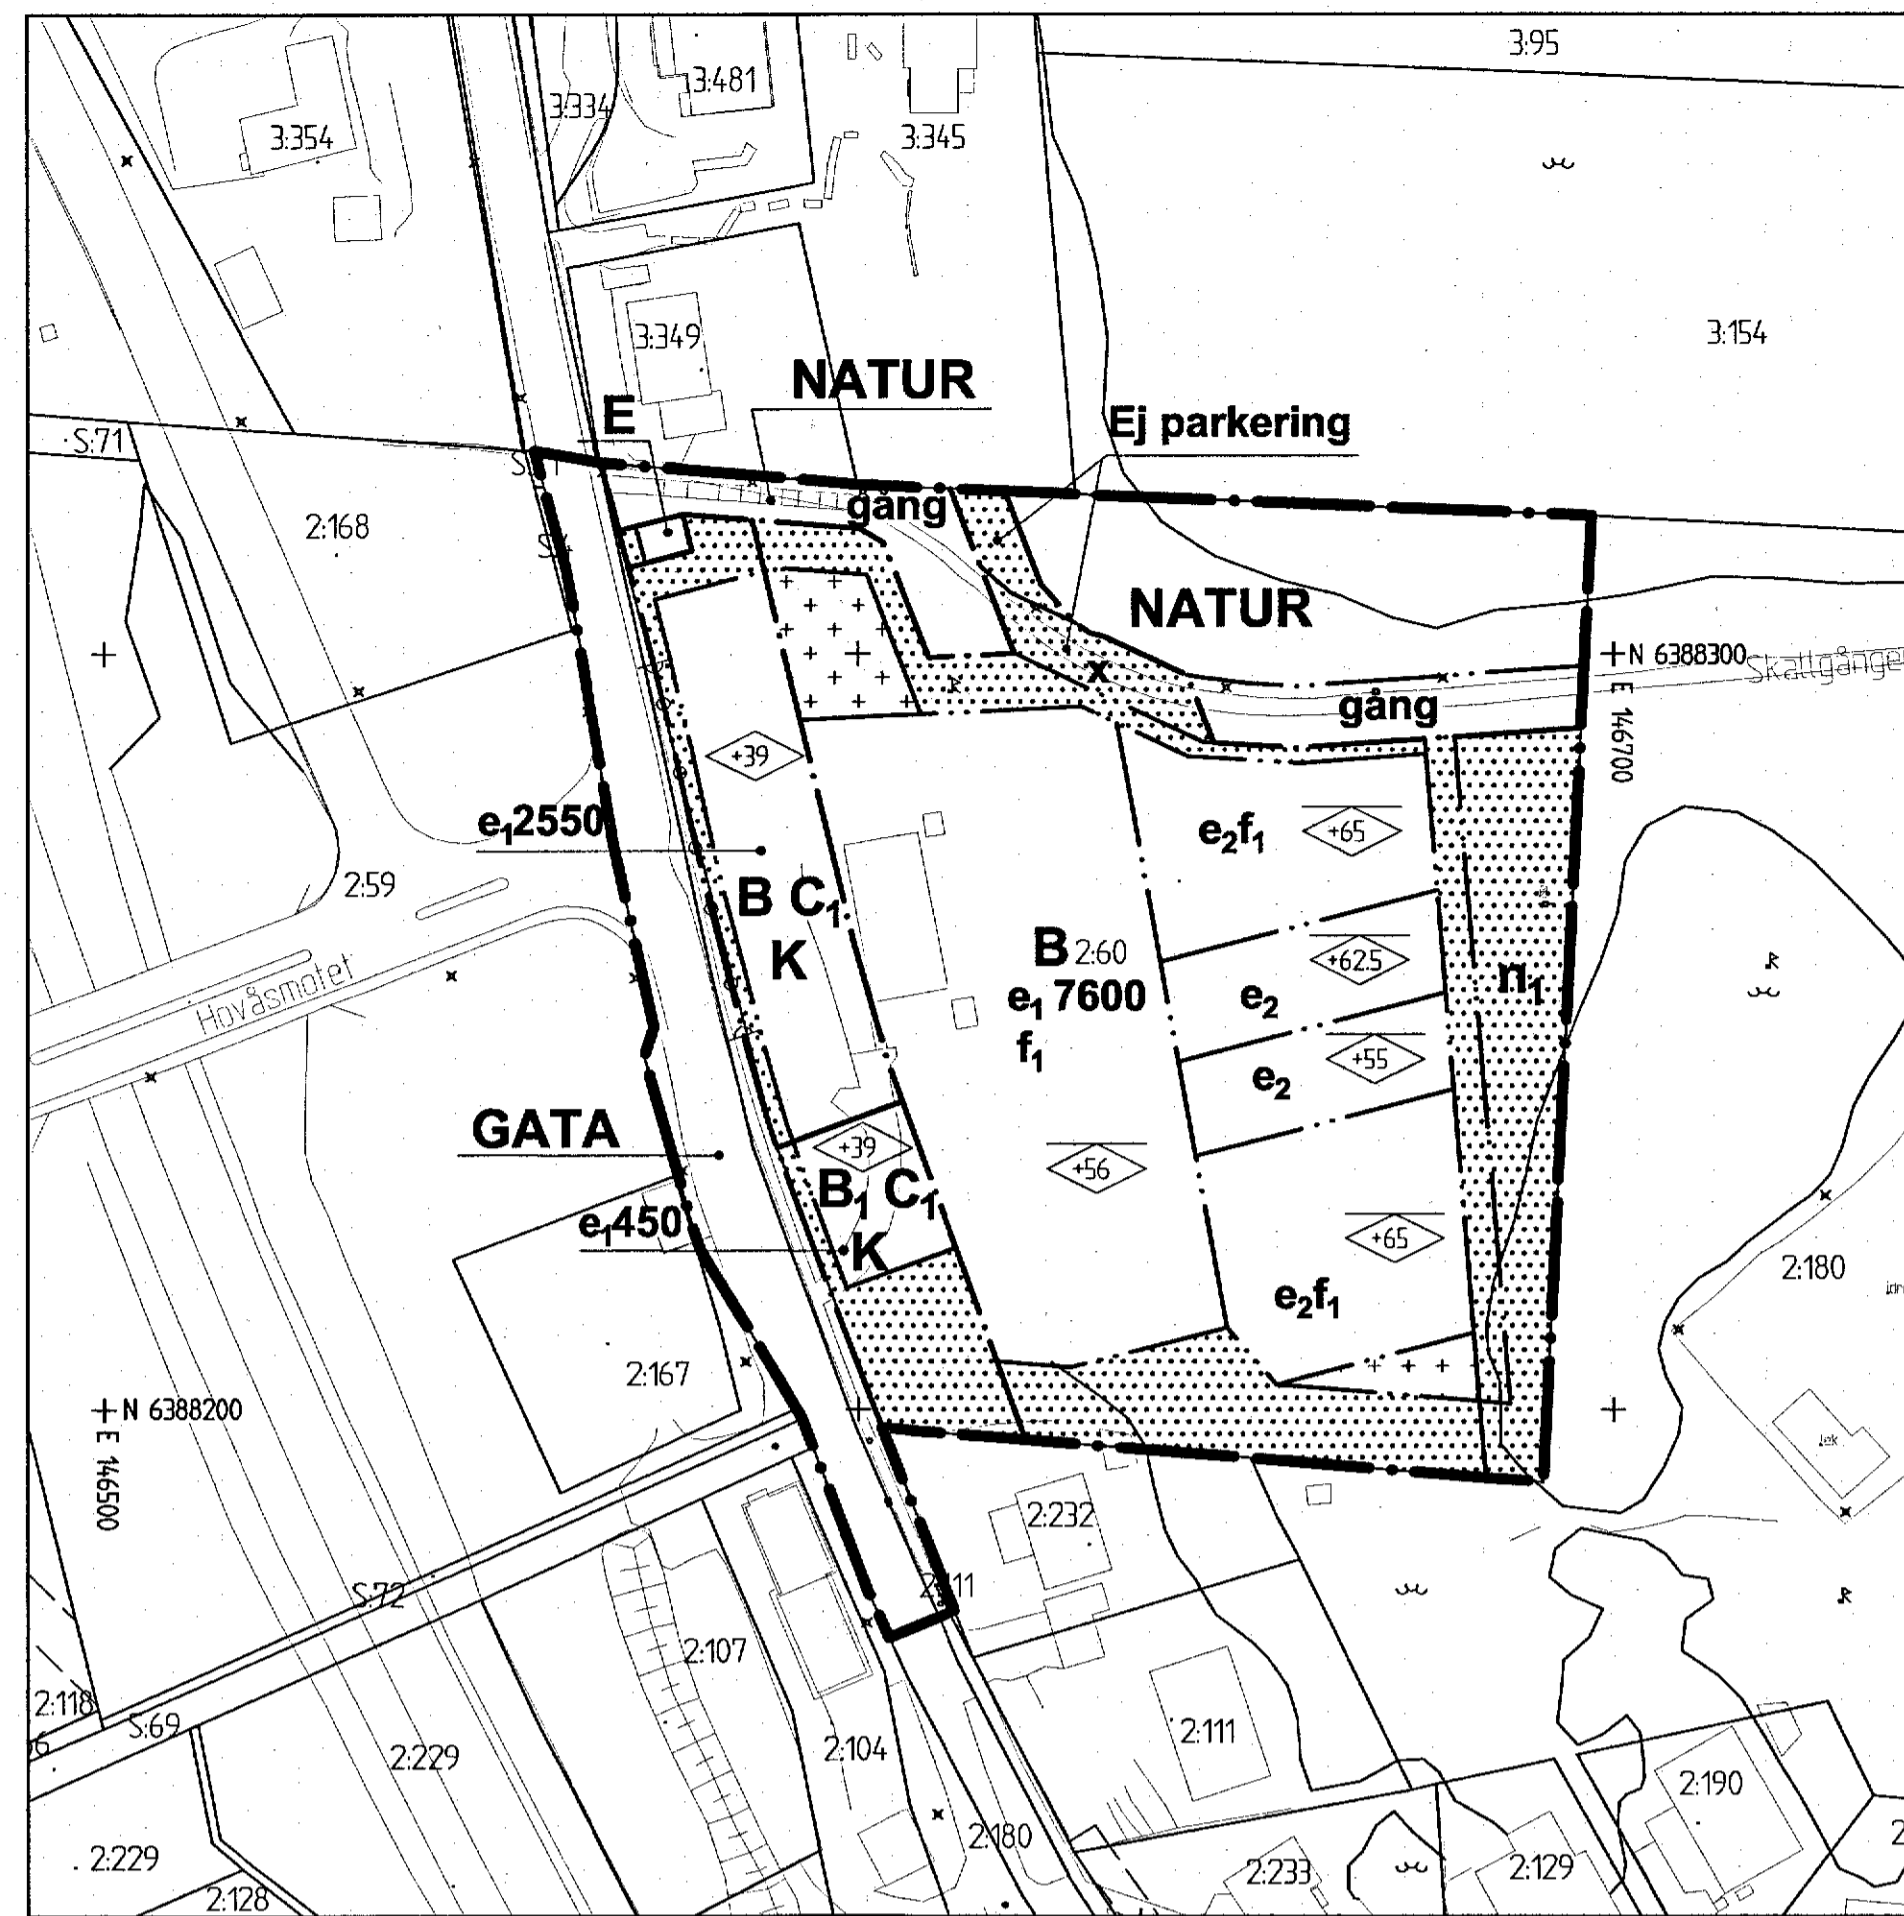 3:95
3:481
3:334
3:354
3:345
3:154
3:349
NATUR
E
Ej parkering
S:71
gång
2:168
NATUR
N 6388300
x
E 146700
gång
+39
e₁2550
e₂f₁
+65
2:59
B C₁
K
B 2:60
+62.5
e₁ 7600
e₂
n₁
f₁
Hovåsmotet
+55
e₂
GATA
+39
+56
B₁ C₁
e₁450
K
+65
2:180
e₂f₁
2:167
N 6388200
E 146500
lek
2:232
S:72
2:107
2:118
S:69
2:229
2:104
2:111
2:190
2:180
2:229
2:128
2:233
2:129